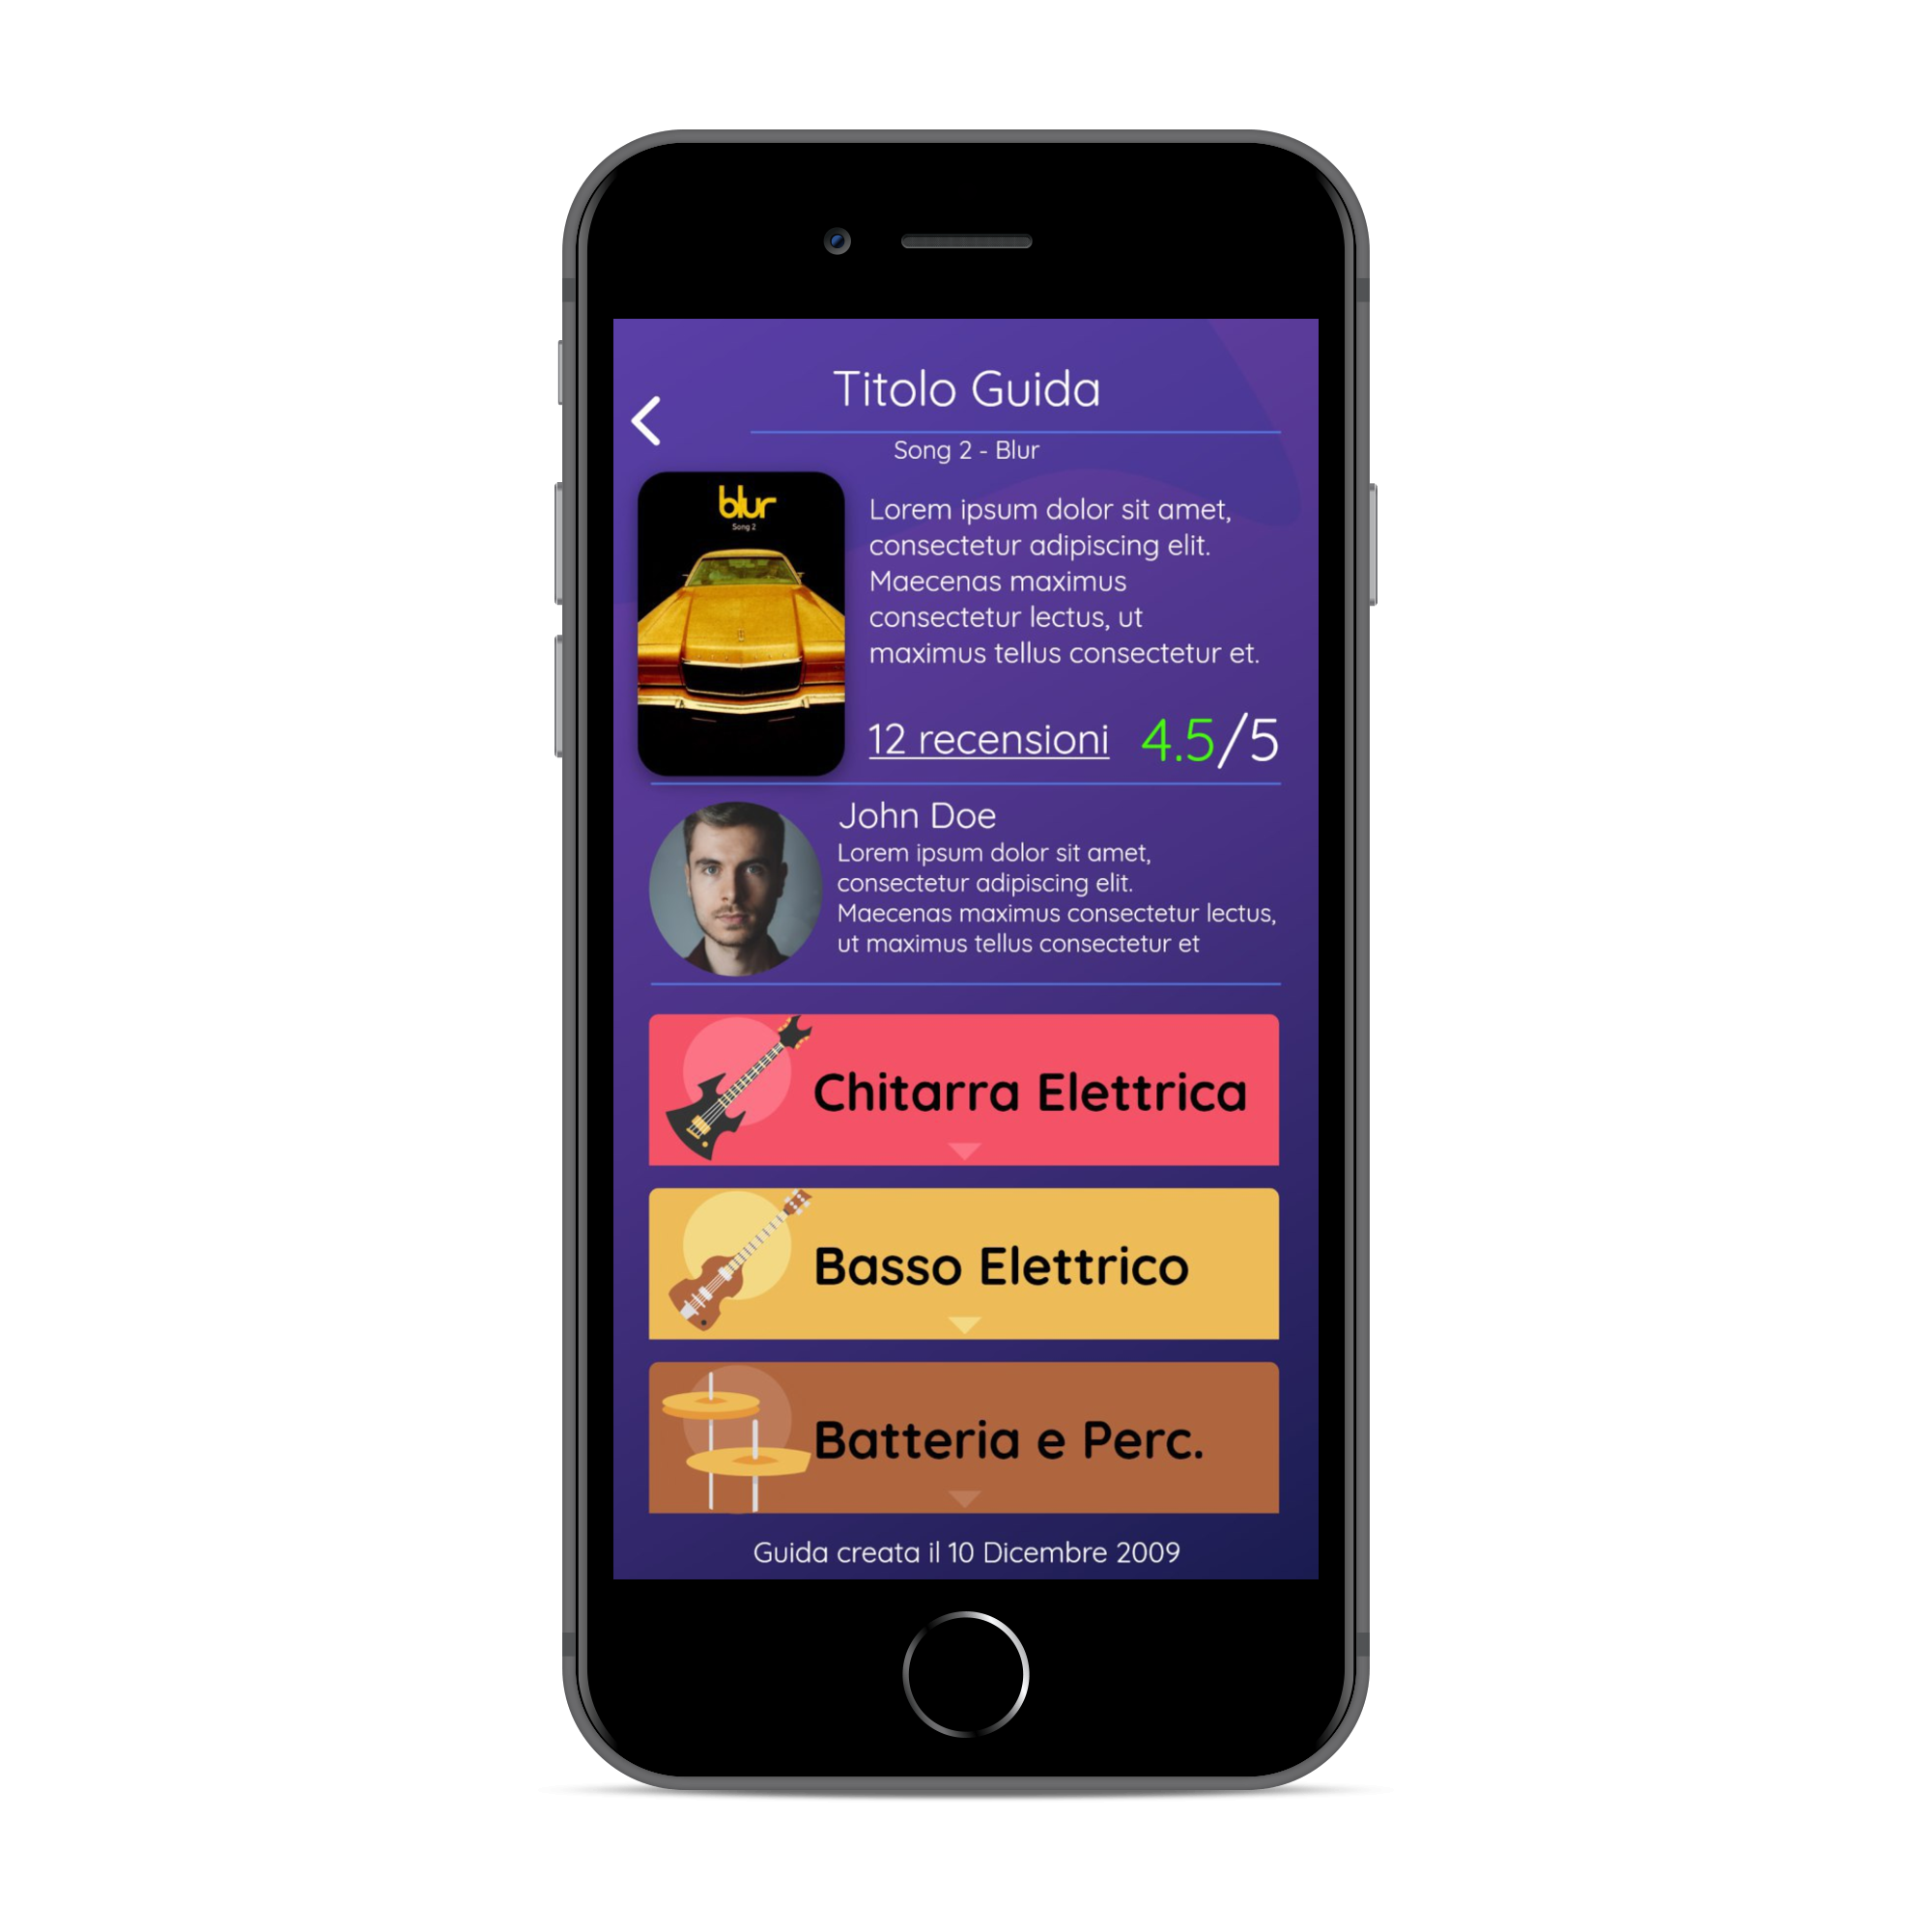 Titolo Guida
Song 2 - Blur
blur
Song 2
Lorem ipsum dolor sit amet,
consectetur adipiscing elit.
Maecenas maximus
consectetur lectus, ut
maximus tellus consectetur et.
12 recensioni 4.5/5
John Doe
Lorem ipsum dolor sit amet,
consectetur adipiscing elit.
Maecenas maximus consectetur lectus,
ut maximus tellus consectetur et
Chitarra Elettrica
Basso Elettrico
Batteria e Perc.
Guida creata il 10 Dicembre 2009